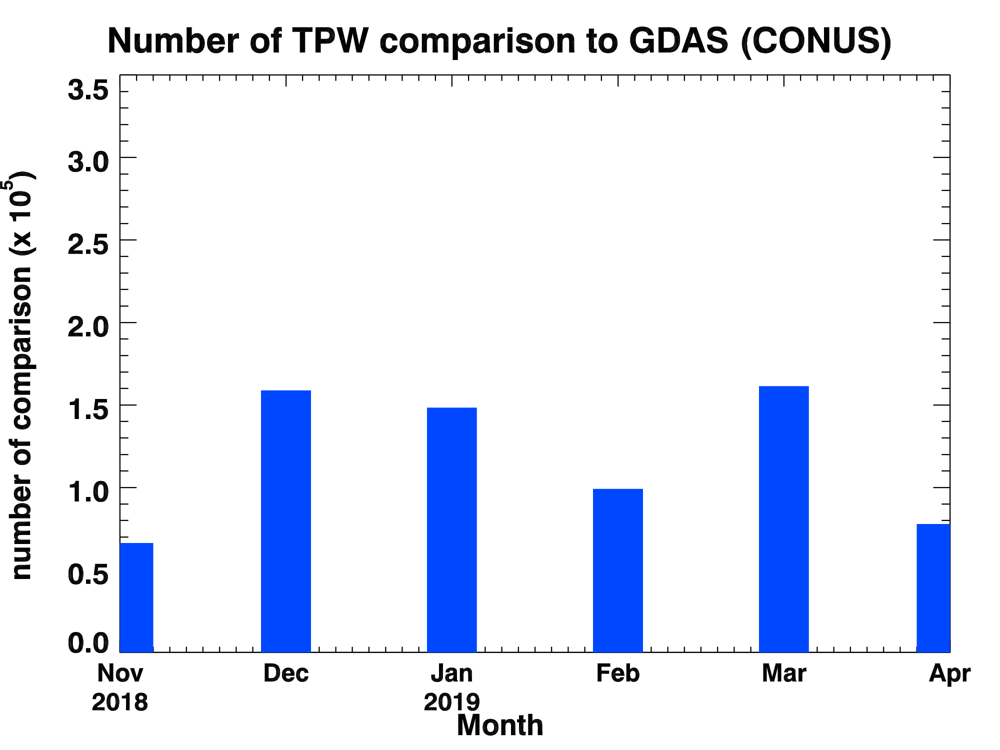 Number of TPW comparison to GDAS (CONUS)
number of comparison (x 10⁵)
3.5
3.0
2.5
2.0
1.5
1.0
0.5
0.0
Nov Dec Jan Feb Mar Apr
2018 2019
Month